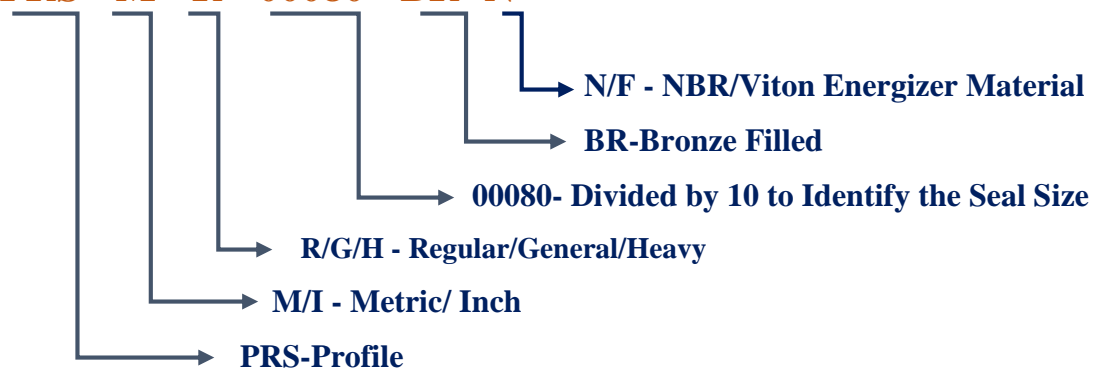 N/F - NBR/Viton Energizer Material
BR-Bronze Filled
00080- Divided by 10 to Identify the Seal Size
R/G/H - Regular/General/Heavy
M/I - Metric/ Inch
PRS-Profile